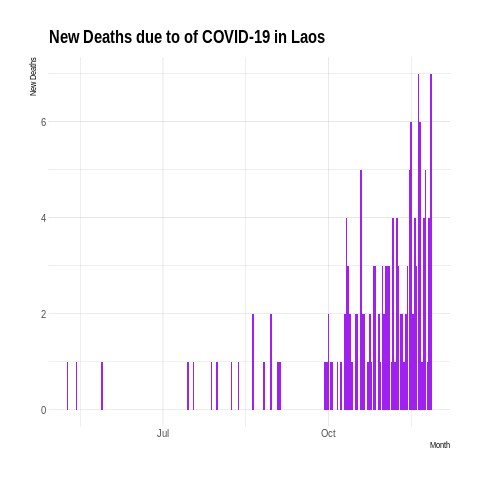 New Deaths due to of COVID-19 in Laos
New Deaths
6
4
2
0
Jul
Oct
Month